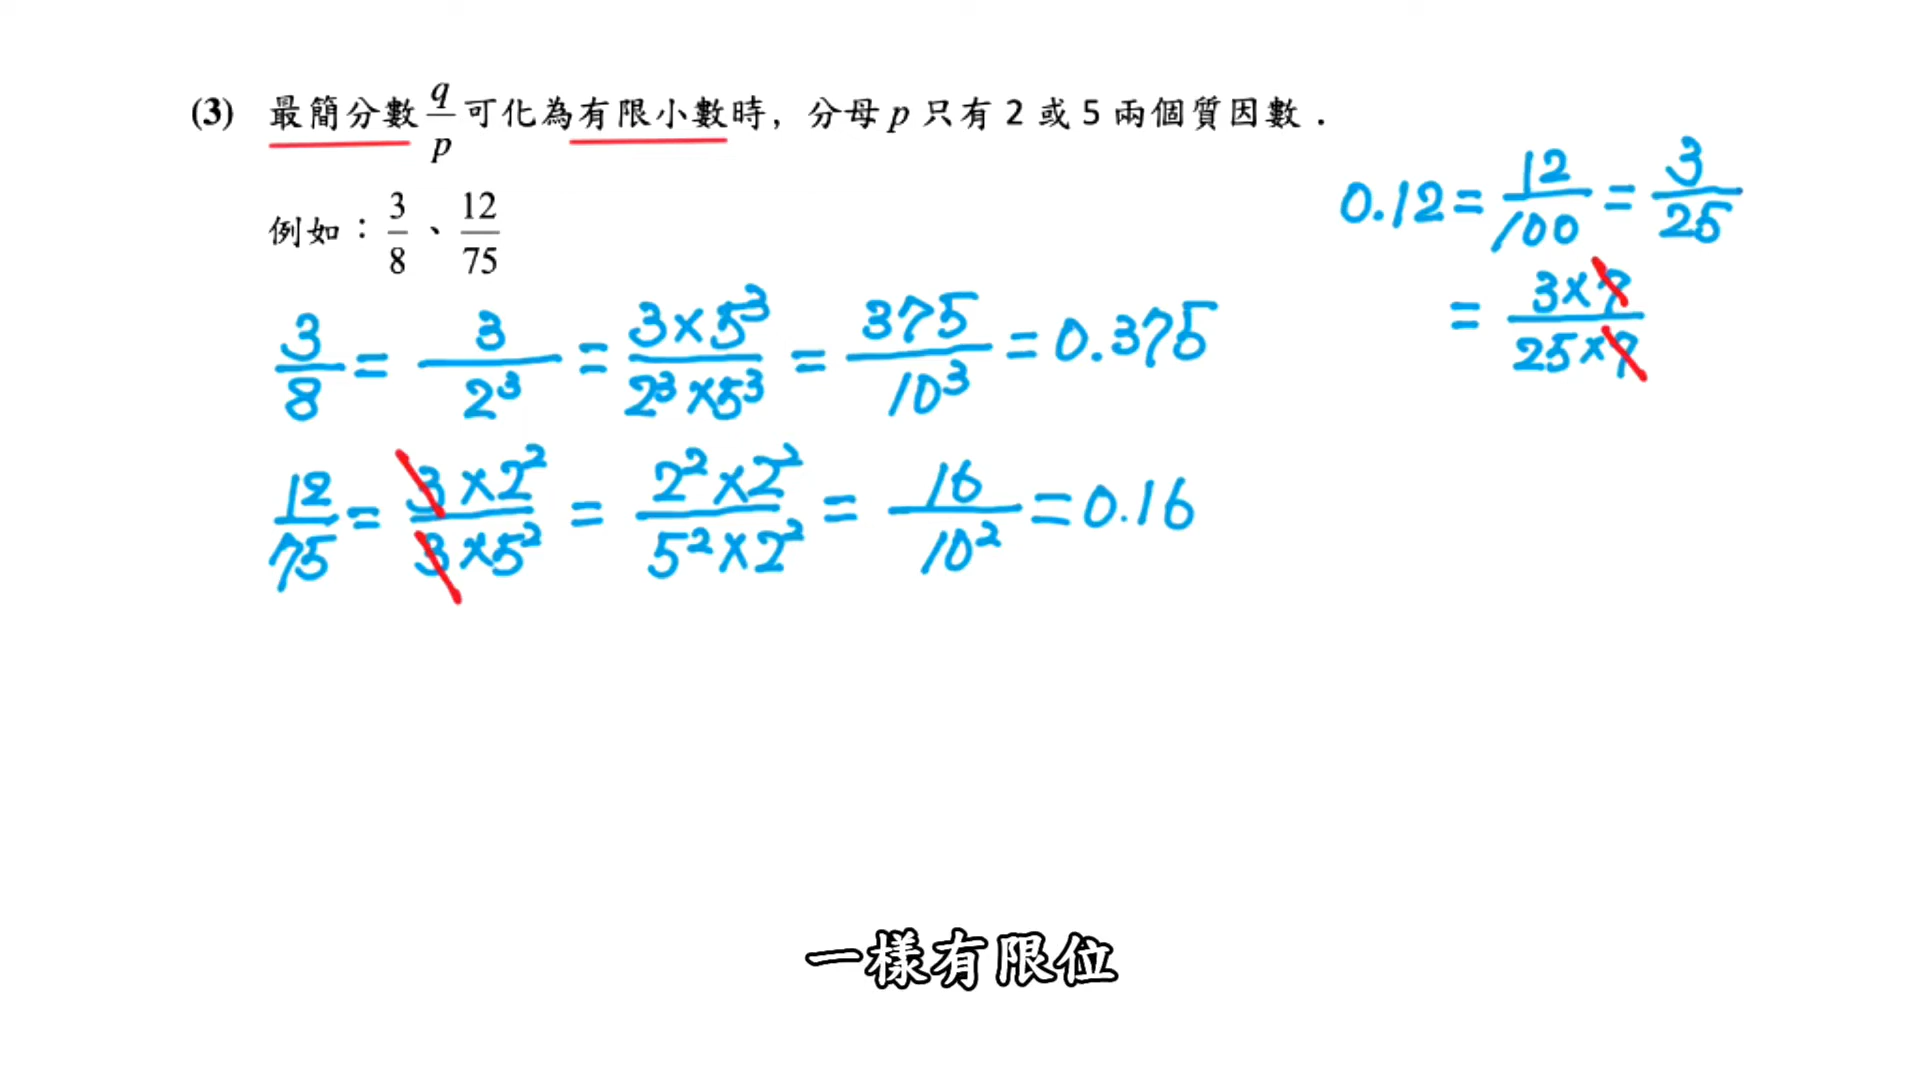 (3) 最簡分數 q/p 可化為有限小數時，分母 p 只有 2 或 5 兩個質因數．
0.12 = 12/100 = 3/25
例如：3/8、12/75
= 3×7/25×7
3/8 = 3/2³ = 3×5³/2³×5³ = 375/10³ = 0.375
12/75 = 3×2²/3×5² = 2²×2²/5²×2² = 16/10² = 0.16
一樣有限位